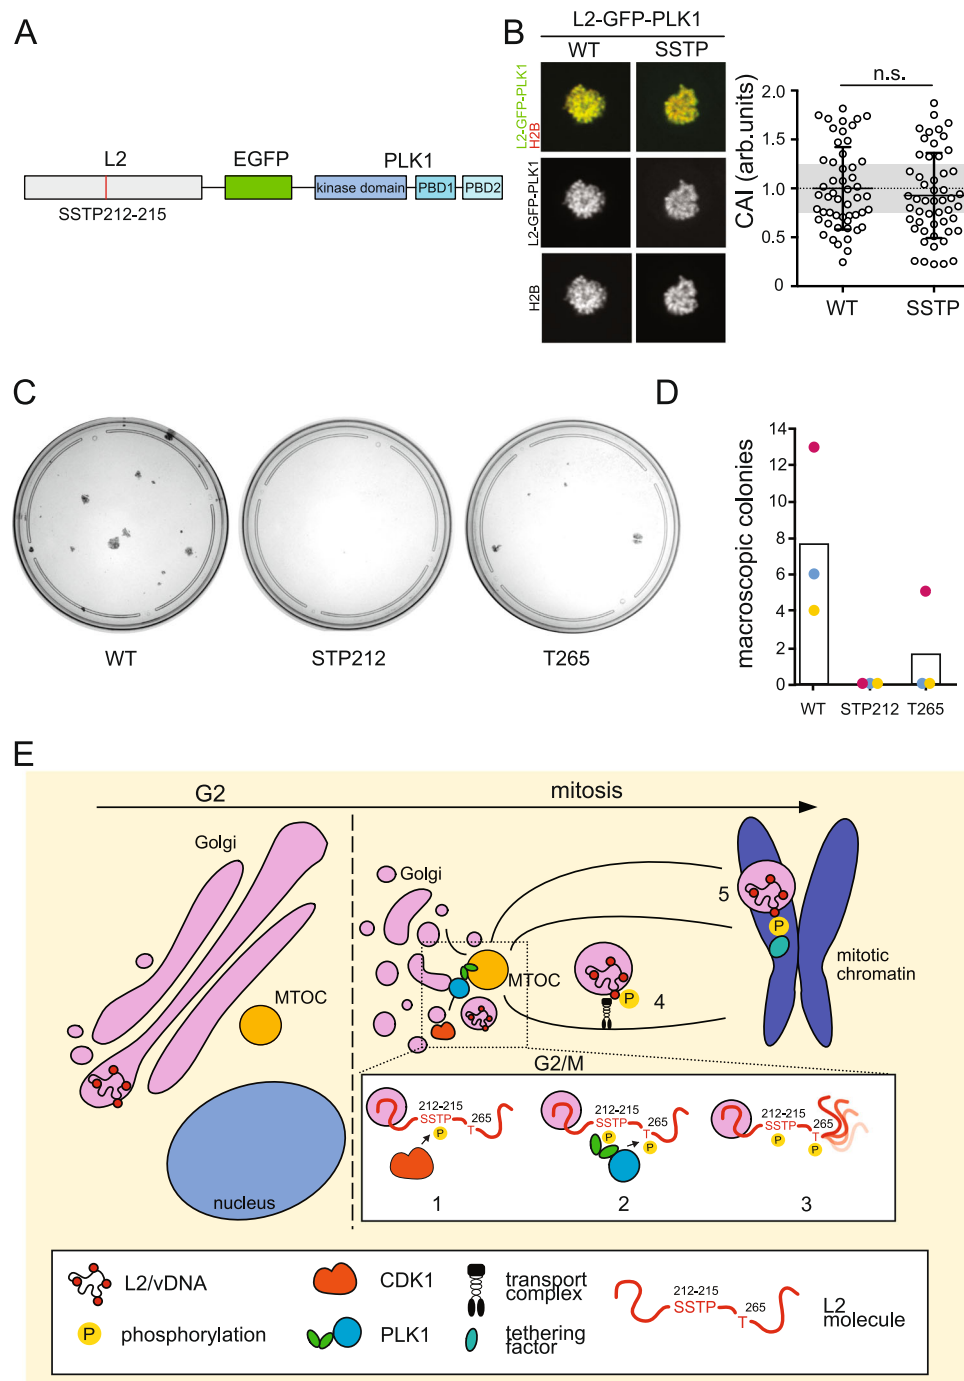 A
L2
EGFP
PLK1
kinase domain
PBD1
PBD2
SSTP212-215
B
L2-GFP-PLK1
WT
SSTP
L2-GFP-PLK1
H2B
L2-GFP-PLK1
H2B
n.s.
CAI (arb.units)
2.0
1.5
1.0
0.5
0
WT
SSTP
C
WT
STP212
T265
D
macroscopic colonies
14
12
10
8
6
4
2
0
WT
STP212
T265
E
G2
mitosis
Golgi
MTOC
nucleus
Golgi
MTOC
P
4
5
P
mitotic
chromatin
G2/M
212-215
SSTP
265
T
P
1
212-215
SSTP
265
T
P
P
2
212-215
SSTP
265
T
P
P
3
L2/vDNA
P
phosphorylation
CDK1
PLK1
transport
complex
tethering
factor
212-215
SSTP
265
T
L2
molecule